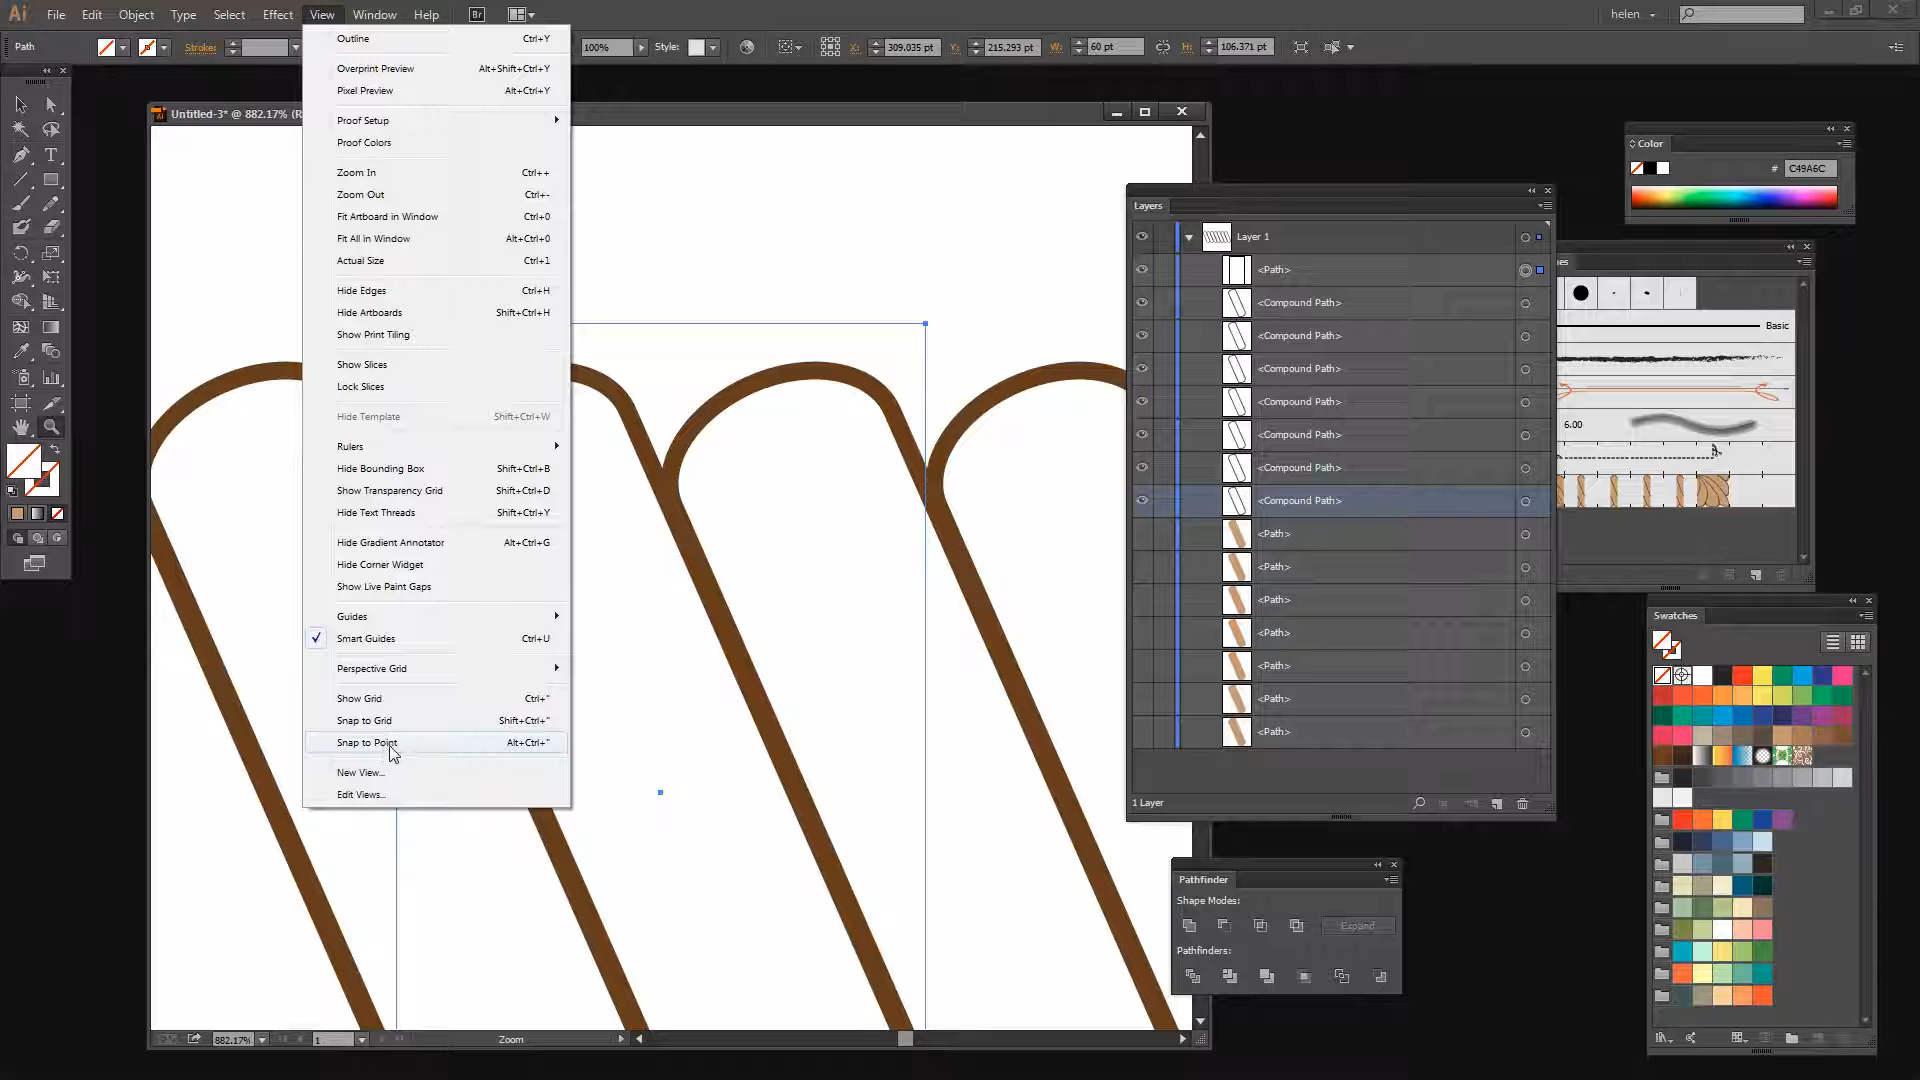 Ai File Edit Object Type Select Effect View Window Help Br helen
Path Stroke: 100% Style: X: 309.035 pt Y: 215.293 pt W: 60 pt H: 106.371 pt
Untitled-3* @ 882.17% (R
Outline Ctrl+Y
Overprint Preview Alt+Shift+Ctrl+Y
Pixel Preview Alt+Ctrl+Y
Proof Setup
Proof Colors
Zoom In Ctrl++
Zoom Out Ctrl+-
Fit Artboard in Window Ctrl+0
Fit All in Window Alt+Ctrl+0
Actual Size Ctrl+1
Hide Edges Ctrl+H
Hide Artboards Shift+Ctrl+H
Show Print Tiling
Show Slices
Lock Slices
Hide Template Shift+Ctrl+W
Rulers
Hide Bounding Box Shift+Ctrl+B
Show Transparency Grid Shift+Ctrl+D
Hide Text Threads Shift+Ctrl+Y
Hide Gradient Annotator Alt+Ctrl+G
Hide Corner Widget
Show Live Paint Gaps
Guides
Smart Guides Ctrl+U
Perspective Grid
Show Grid Ctrl+"
Snap to Grid Shift+Ctrl+"
Snap to Point Alt+Ctrl+"
New View...
Edit Views...
882.17% 1 Zoom
Layers
Layer 1
<Path>
<Compound Path>
<Compound Path>
<Compound Path>
<Compound Path>
<Compound Path>
<Compound Path>
<Compound Path>
<Path>
<Path>
<Path>
<Path>
<Path>
<Path>
<Path>
1 Layer
Pathfinder
Shape Modes:
Expand
Pathfinders:
Color
# C49A6C
es
Basic
6.00
Swatches